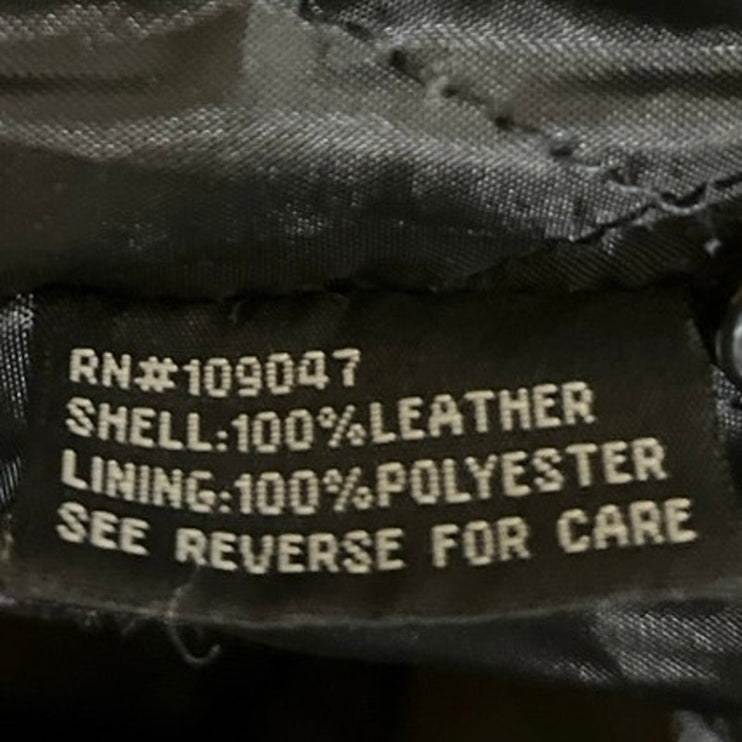 RN#109047
SHELL:100%LEATHER
LINING:100%POLYESTER
SEE REVERSE FOR CARE